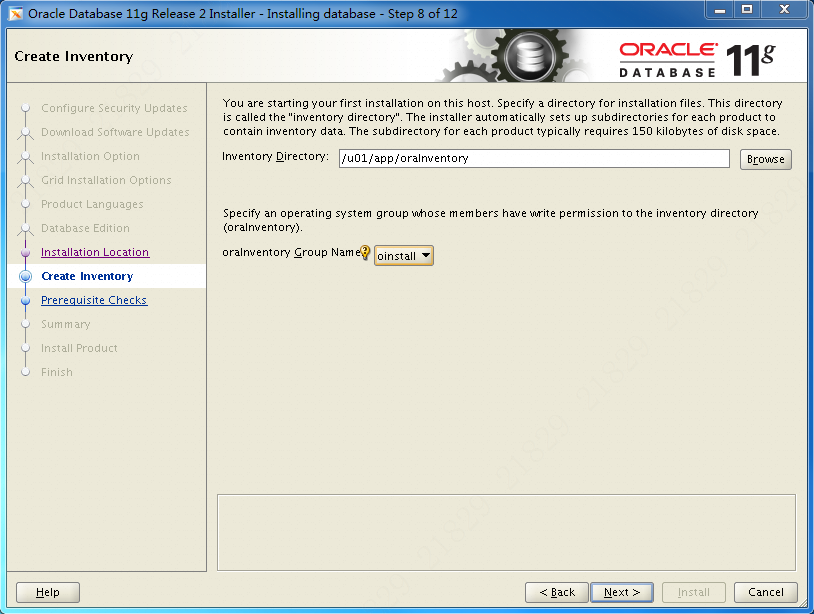 Oracle Database 11g Release 2 Installer - Installing database - Step 8 of 12
Create Inventory
ORACLE
DATABASE
11g
Configure Security Updates
Download Software Updates
Installation Option
Grid Installation Options
Product Languages
Database Edition
Installation Location
Create Inventory
Prerequisite Checks
Summary
Install Product
Finish
You are starting your first installation on this host. Specify a directory for installation files. This directory
is called the "inventory directory". The installer automatically sets up subdirectories for each product to
contain inventory data. The subdirectory for each product typically requires 150 kilobytes of disk space.
Inventory Directory: /u01/app/oraInventory Browse
Specify an operating system group whose members have write permission to the inventory directory
(oraInventory).
oraInventory Group Name oinstall
Help < Back Next > Install Cancel